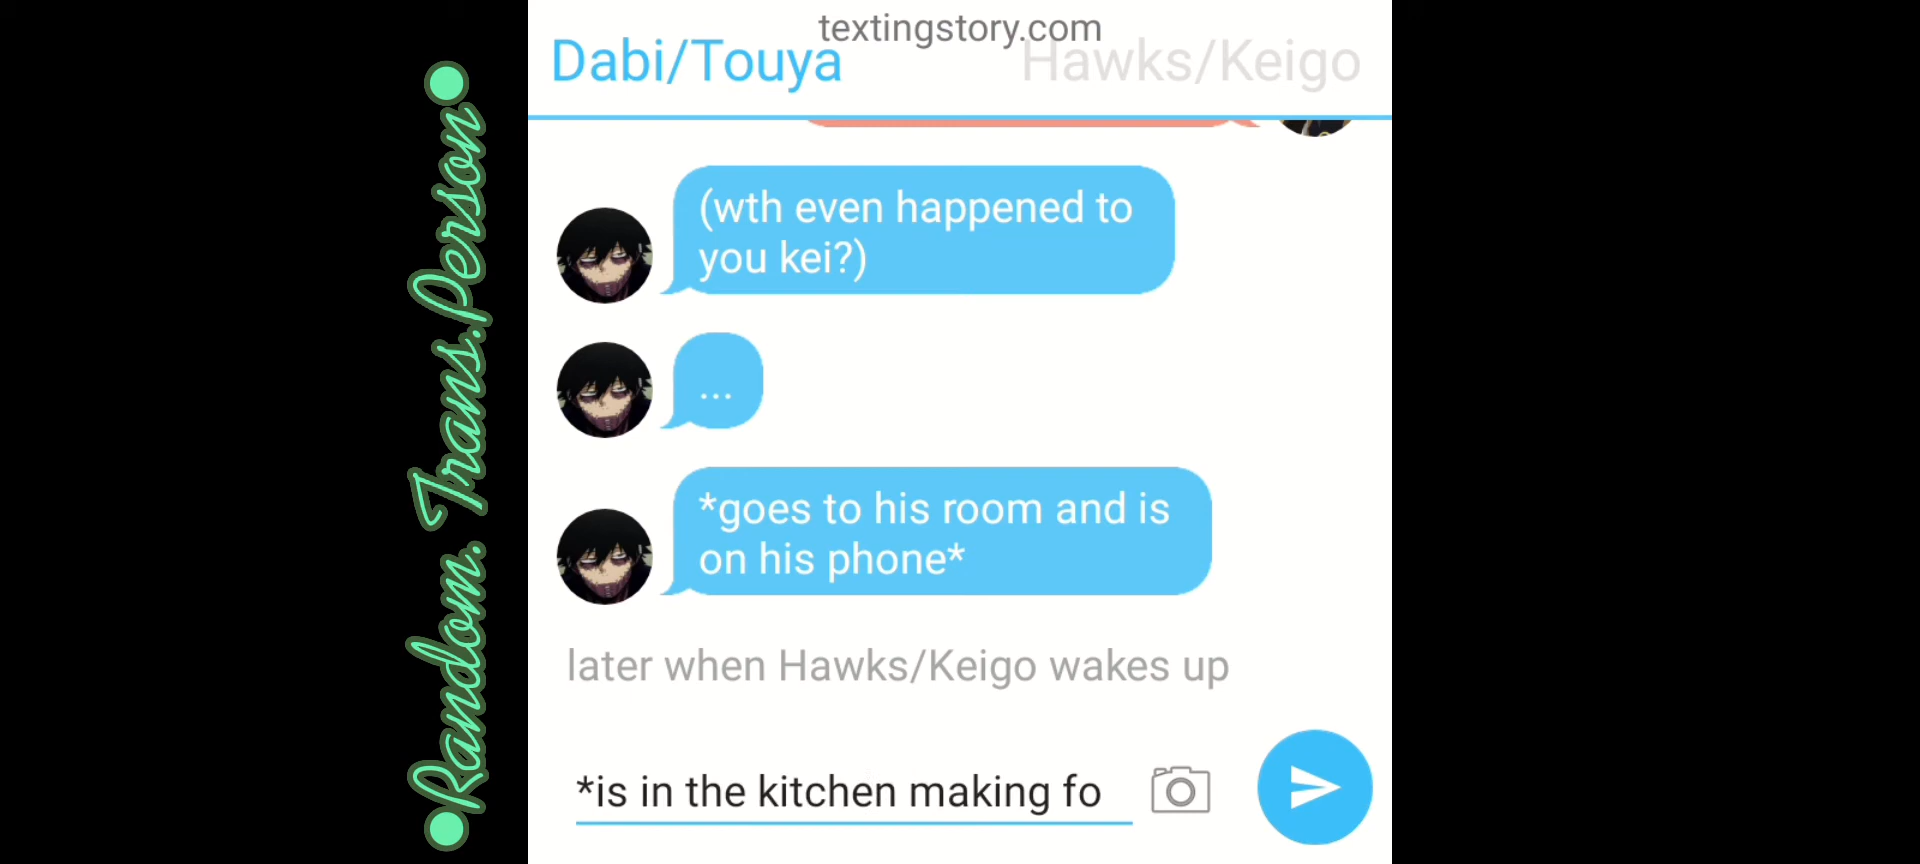 textingstory.com
Dabi/Touya
Hawks/Keigo
(wth even happened to
you kei?)
...
*goes to his room and is
on his phone*
later when Hawks/Keigo wakes up
*is in the kitchen making fo
Random. Trans.Person